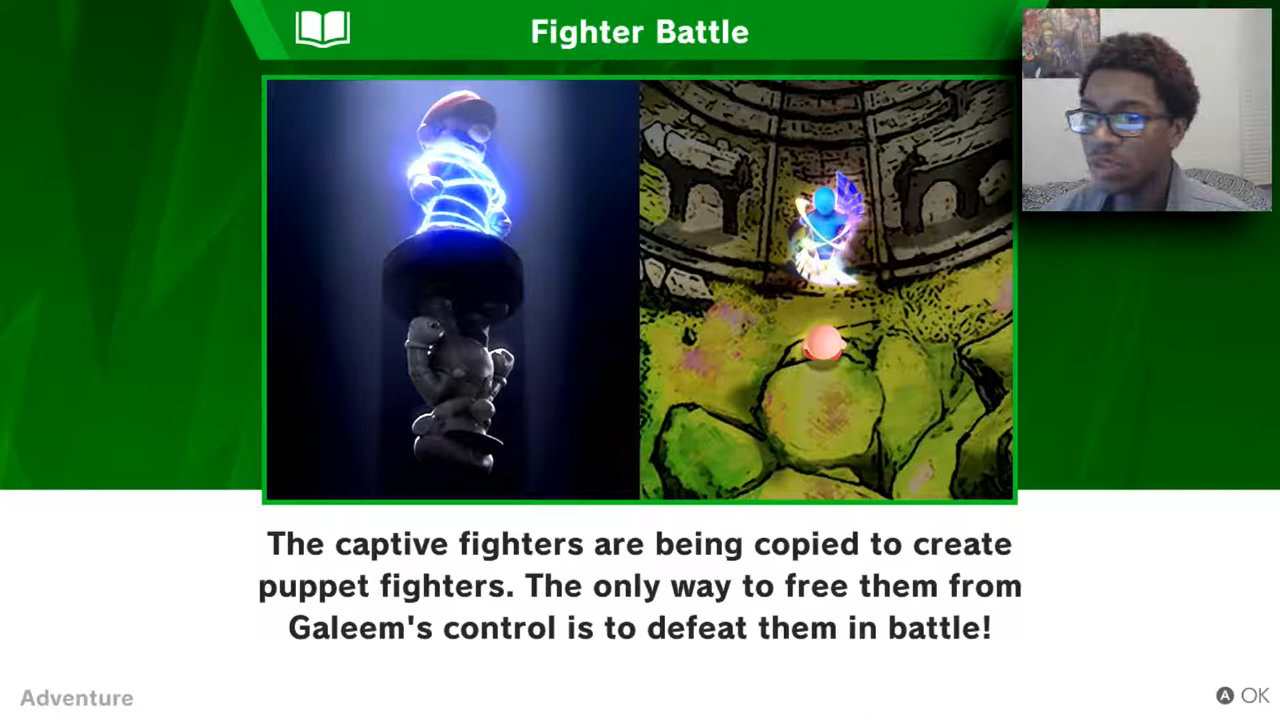 Fighter Battle
The captive fighters are being copied to create
puppet fighters. The only way to free them from
Galeem's control is to defeat them in battle!
Adventure
A OK